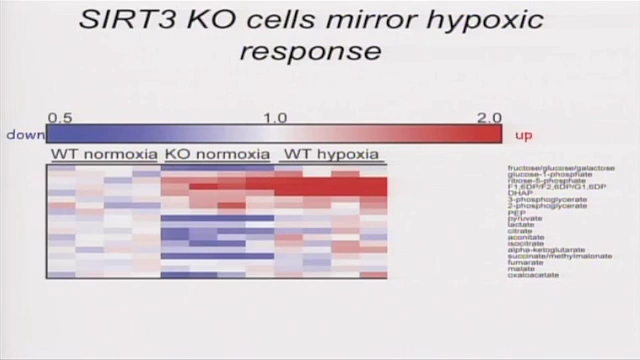 SIRT3 KO cells mirror hypoxic
response
0.5 1.0 2.0
down up
WT normoxia KO normoxia WT hypoxia
fructose/glucose/galactose
glucose-1-phosphate
ribose-5-phosphate
F1,6DP/F2,6DP/G1,6DP
DHAP
3-phosphoglycerate
2-phosphoglycerate
PEP
pyruvate
lactate
citrate
aconitate
isocitrate
alpha-ketoglutarate
succinate/methylmalonate
fumarate
malate
oxaloacetate